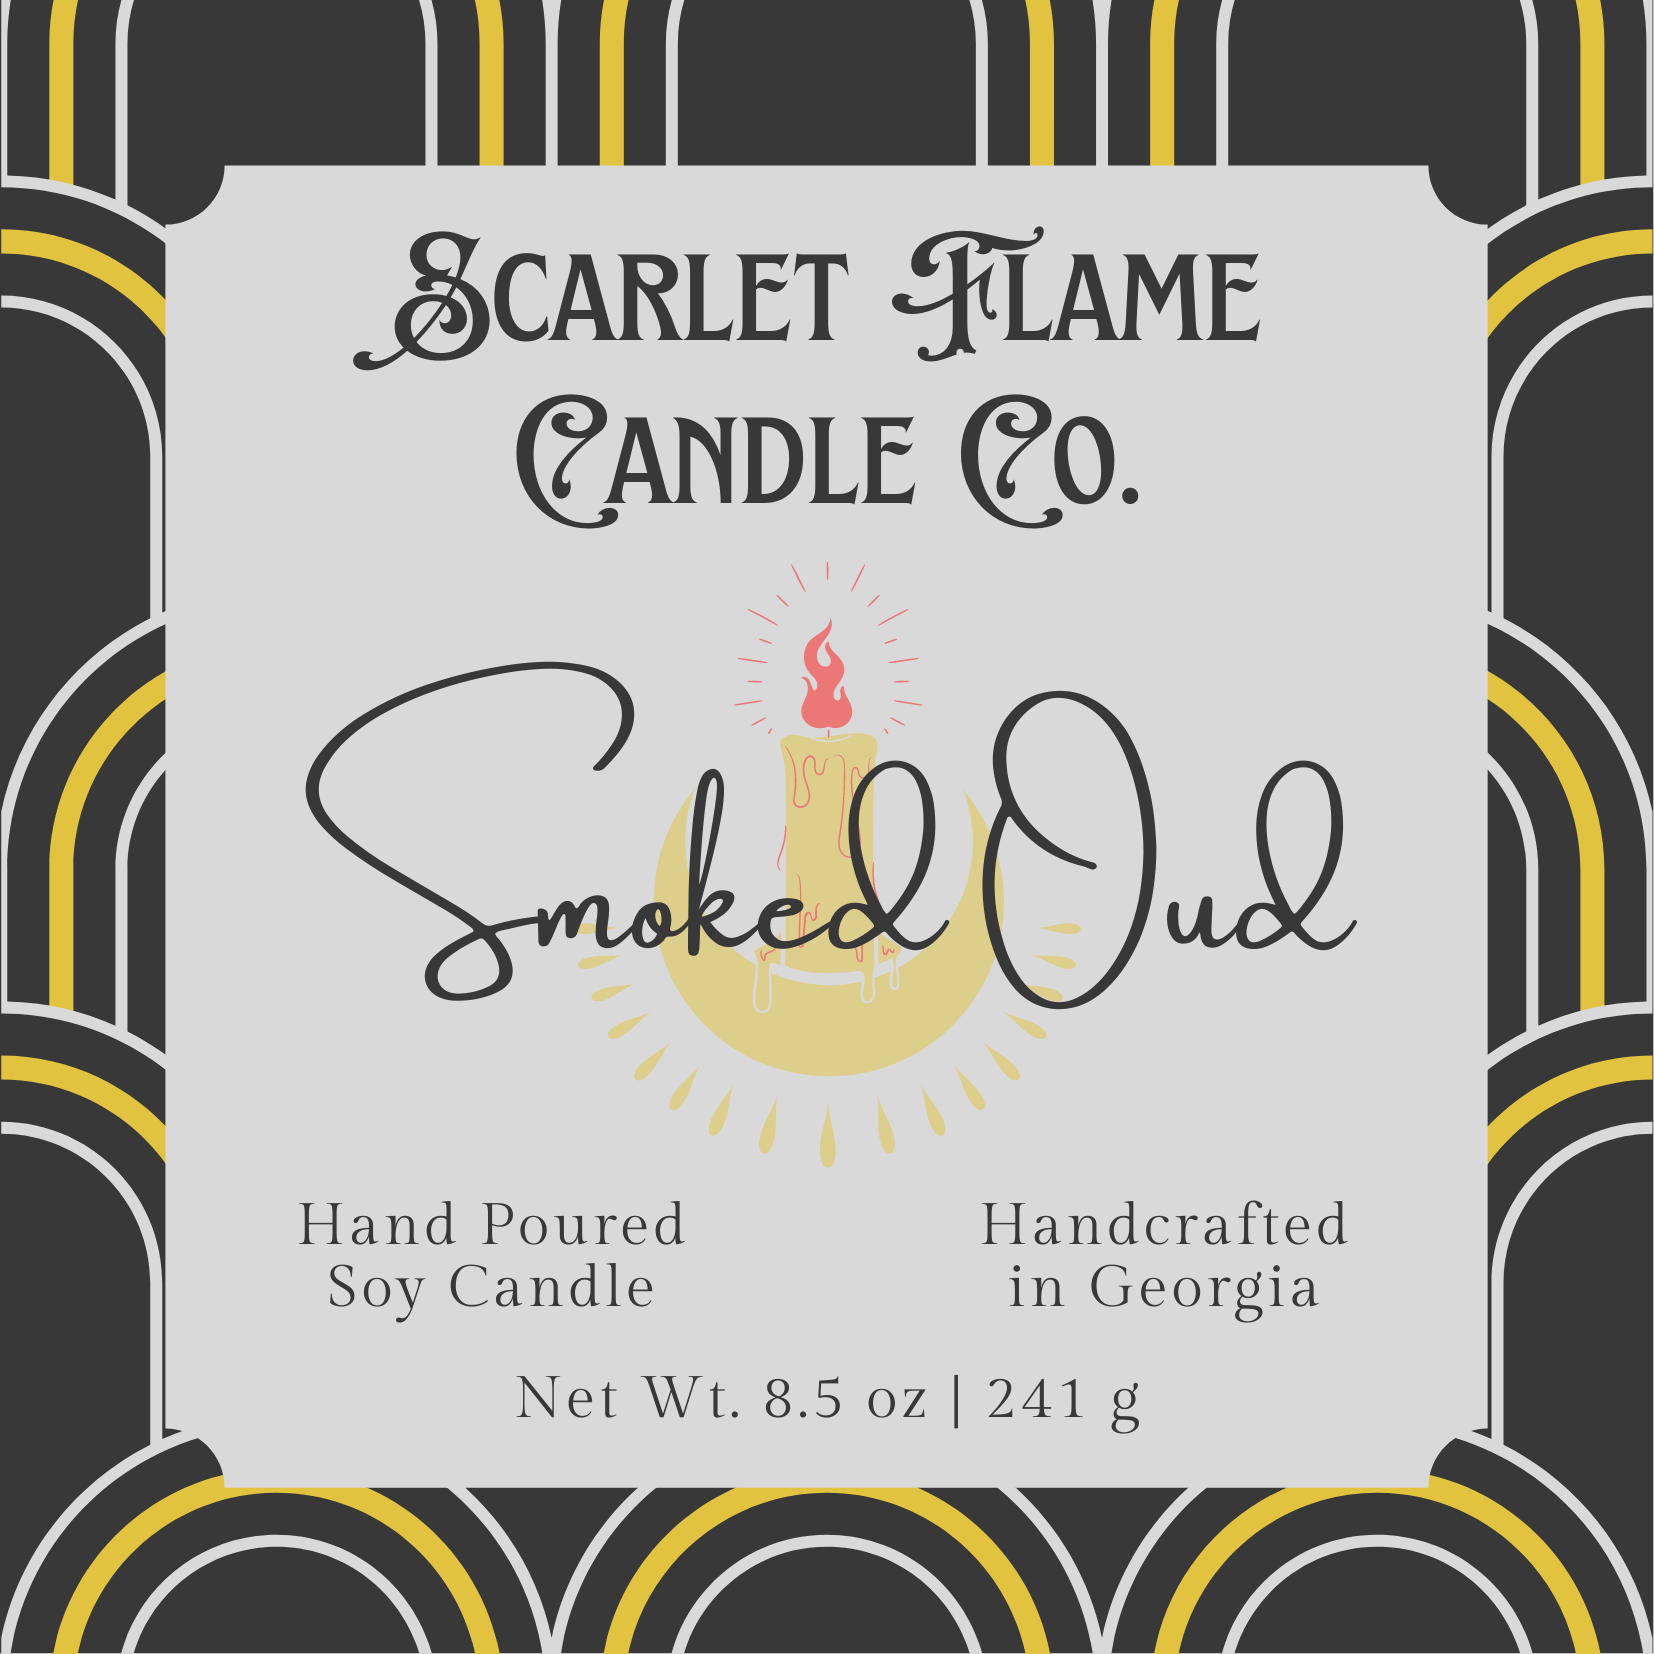 Scarlet Flame
Candle Co.
Smoked Oud
Hand Poured
Soy Candle
Handcrafted
in Georgia
Net Wt. 8.5 oz | 241 g